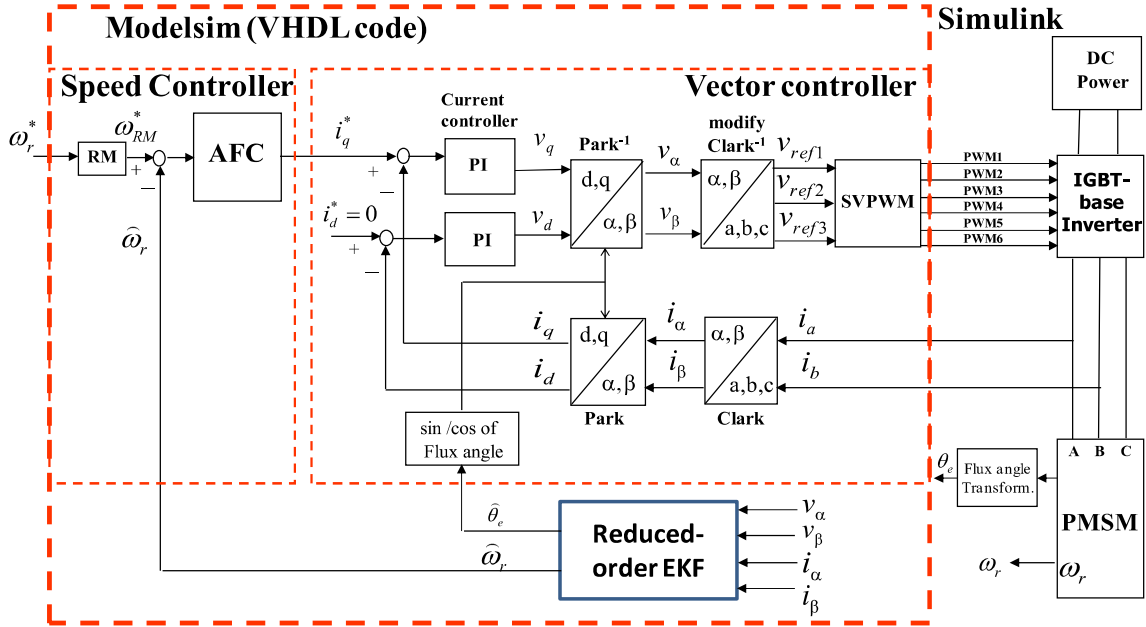 Modelsim (VHDL code)
Simulink
Speed Controller
Vector controller
DC
Power
ω*r
RM
ω*RM
+
−
AFC
i*q
+
−
Current
controller
PI
vq
Park-1
d,q
α,β
vα
modify
Clark-1
α,β
a,b,c
vref1
vref2
vref3
SVPWM
PWM1
PWM2
PWM3
PWM4
PWM5
PWM6
IGBT-
base
Inverter
i*d = 0
+
−
PI
vd
vβ
ω̂r
iq
id
d,q
α,β
Park
iα
iβ
α,β
a,b,c
Clark
ia
ib
sin /cos of
Flux angle
A B C
PMSM
ωr
θe
Flux angle
Transform.
ωr
θ̂e
ω̂r
Reduced-
order EKF
vα
vβ
iα
iβ